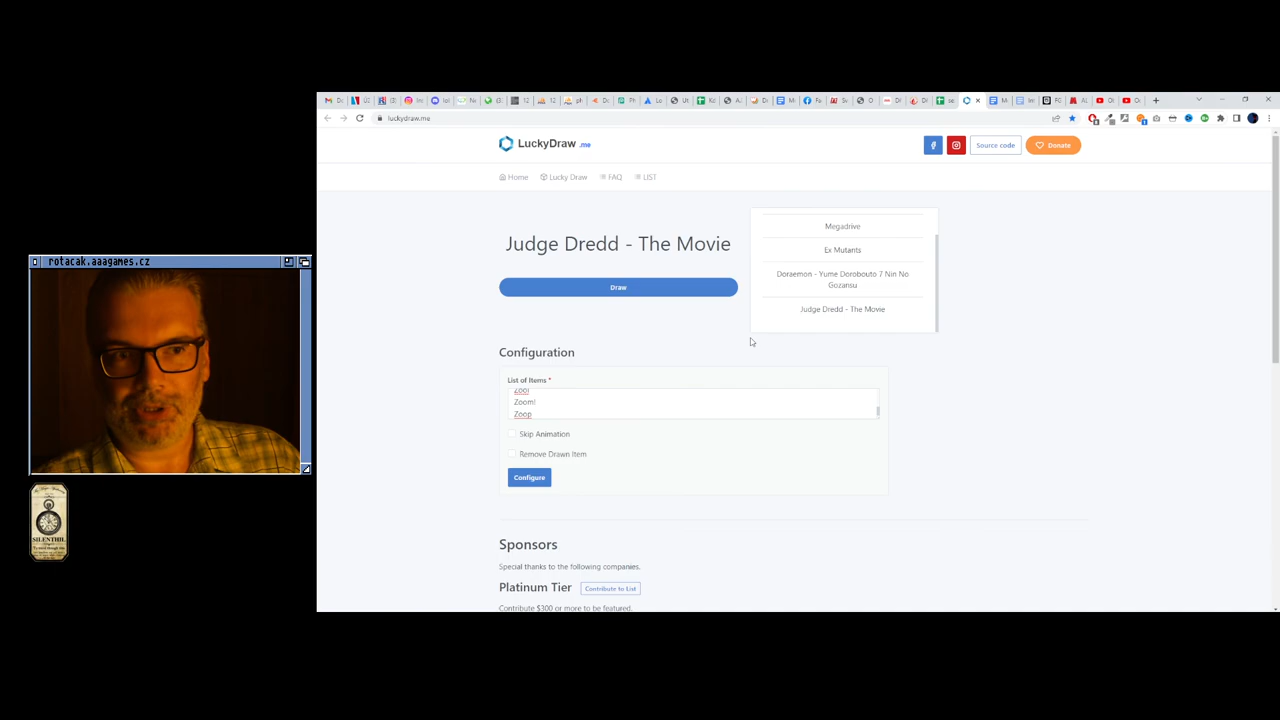 luckydraw.me
LuckyDraw .me
Source code
Donate
Home
Lucky Draw
FAQ
LIST
rotacak.aaagames.cz
Judge Dredd - The Movie
Draw
Megadrive
Ex Mutants
Doraemon - Yume Dorobouto 7 Nin No
Gozansu
Judge Dredd - The Movie
Configuration
List of Items *
Zool
Zoom!
Zoop
Skip Animation
Remove Drawn Item
Configure
SILENTHIL
Sponsors
Special thanks to the following companies.
Platinum Tier
Contribute to List
Contribute $300 or more to be featured.